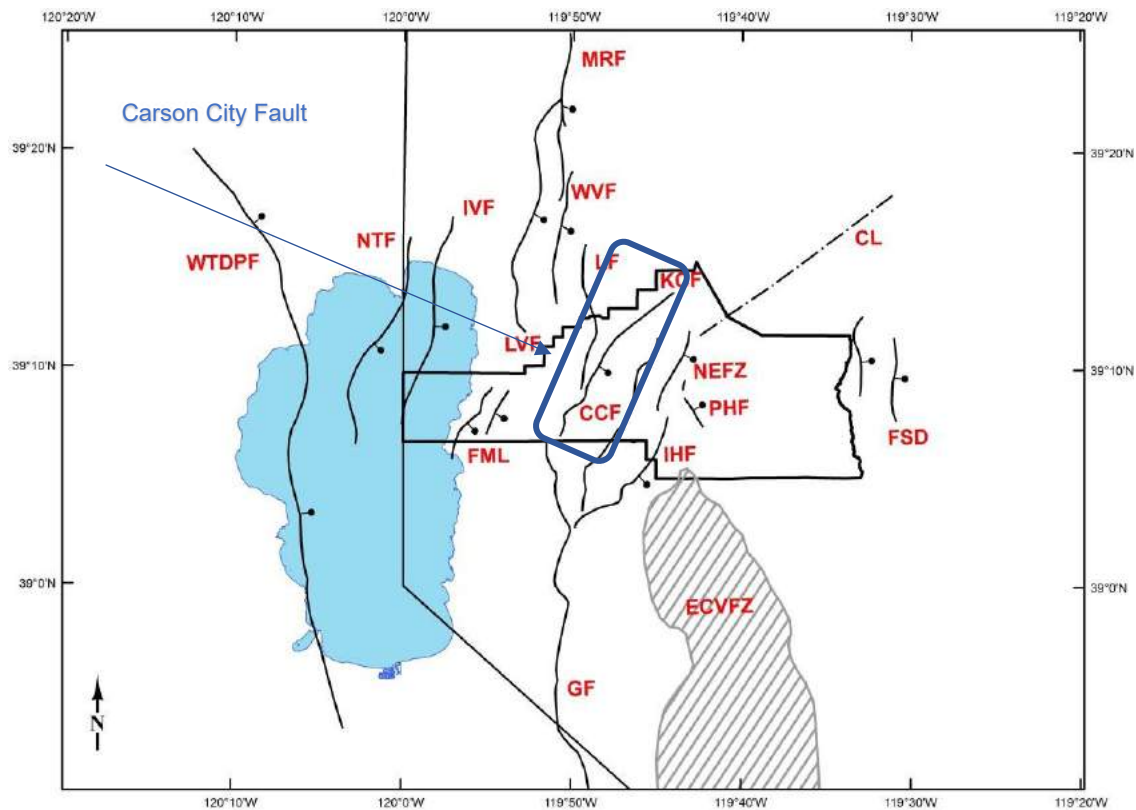 120°20'W 120°10'W 120°0'W 119°50'W 119°40'W 119°30'W 119°20'W
MRF
Carson City Fault
39°20'N 39°20'N
WVF
IVF
NTF CL
WTDPF LF
KCF
LVF
39°10'N 39°10'N
NEFZ
CCF PHF
FSD
FML IHF
39°0'N 39°0'N
ECVFZ
GF
N
120°10'W 120°0'W 119°50'W 119°40'W 119°30'W 119°20'W